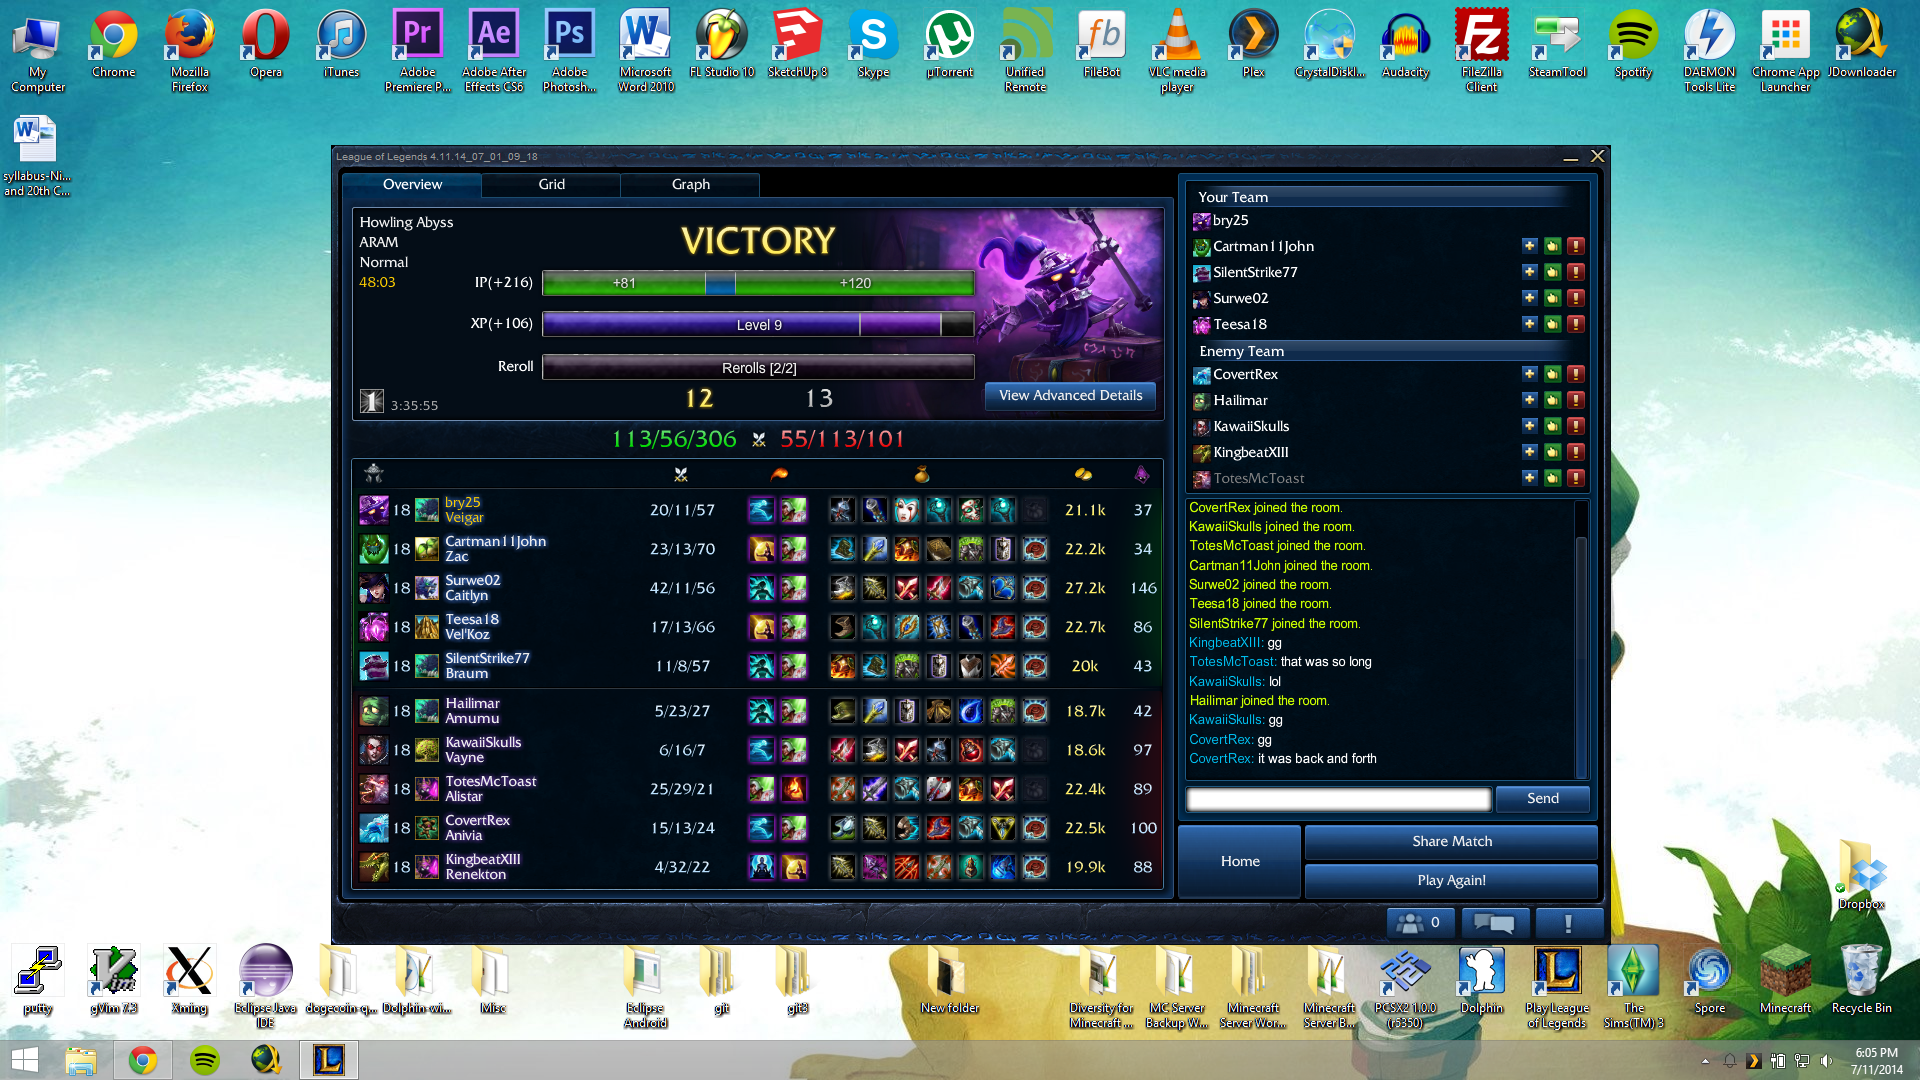 My Computer
Chrome
Mozilla Firefox
Opera
iTunes
Adobe Premiere P...
Adobe After Effects CS6
Adobe Photosh...
Microsoft Word 2010
FL Studio 10
SketchUp 8
Skype
µTorrent
Unified Remote
FileBot
VLC media player
Plex
CrystalDiskI...
Audacity
FileZilla Client
SteamTool
Spotify
DAEMON Tools Lite
Chrome App Launcher
JDownloader
syllabus-Ni... and 20th C...
League of Legends 4.11.14_07_01_09_18
Overview
Grid
Graph
Howling Abyss
ARAM
Normal
48:03
VICTORY
IP(+216)
+81
+120
XP(+106)
Level 9
Reroll
Rerolls [2/2]
1
3:35:55
12
13
View Advanced Details
113/56/306
55/113/101
18 bry25 Veigar 20/11/57 21.1k 37
18 Cartman11John Zac 23/13/70 22.2k 34
18 Surwe02 Caitlyn 42/11/56 27.2k 146
18 Teesa18 Vel'Koz 17/13/66 22.7k 86
18 SilentStrike77 Braum 11/8/57 20k 43
18 Hailimar Amumu 5/23/27 18.7k 42
18 KawaiiSkulls Vayne 6/16/7 18.6k 97
18 TotesMcToast Alistar 25/29/21 22.4k 89
18 CovertRex Anivia 15/13/24 22.5k 100
18 KingbeatXIII Renekton 4/32/22 19.9k 88
Your Team
bry25
Cartman11John
SilentStrike77
Surwe02
Teesa18
Enemy Team
CovertRex
Hailimar
KawaiiSkulls
KingbeatXIII
TotesMcToast
CovertRex joined the room.
KawaiiSkulls joined the room.
TotesMcToast joined the room.
Cartman11John joined the room.
Surwe02 joined the room.
Teesa18 joined the room.
SilentStrike77 joined the room.
KingbeatXIII: gg
TotesMcToast: that was so long
KawaiiSkulls: lol
Hailimar joined the room.
KawaiiSkulls: gg
CovertRex: gg
CovertRex: it was back and forth
Send
Home
Share Match
Play Again!
0
Dropbox
putty
gVim 7.3
Xming
Eclipse Java IDE
dogecoin-q...
Dolphin-wi...
Misc
Eclipse Android
git
git3
New folder
Diversity for Minecraft ...
MC Server Backup W...
Minecraft Server Wor...
Minecraft Server B...
PCSX2 1.0.0 (r5350)
Dolphin
Play League of Legends
The Sims(TM) 3
Spore
Minecraft
Recycle Bin
6:05 PM
7/11/2014